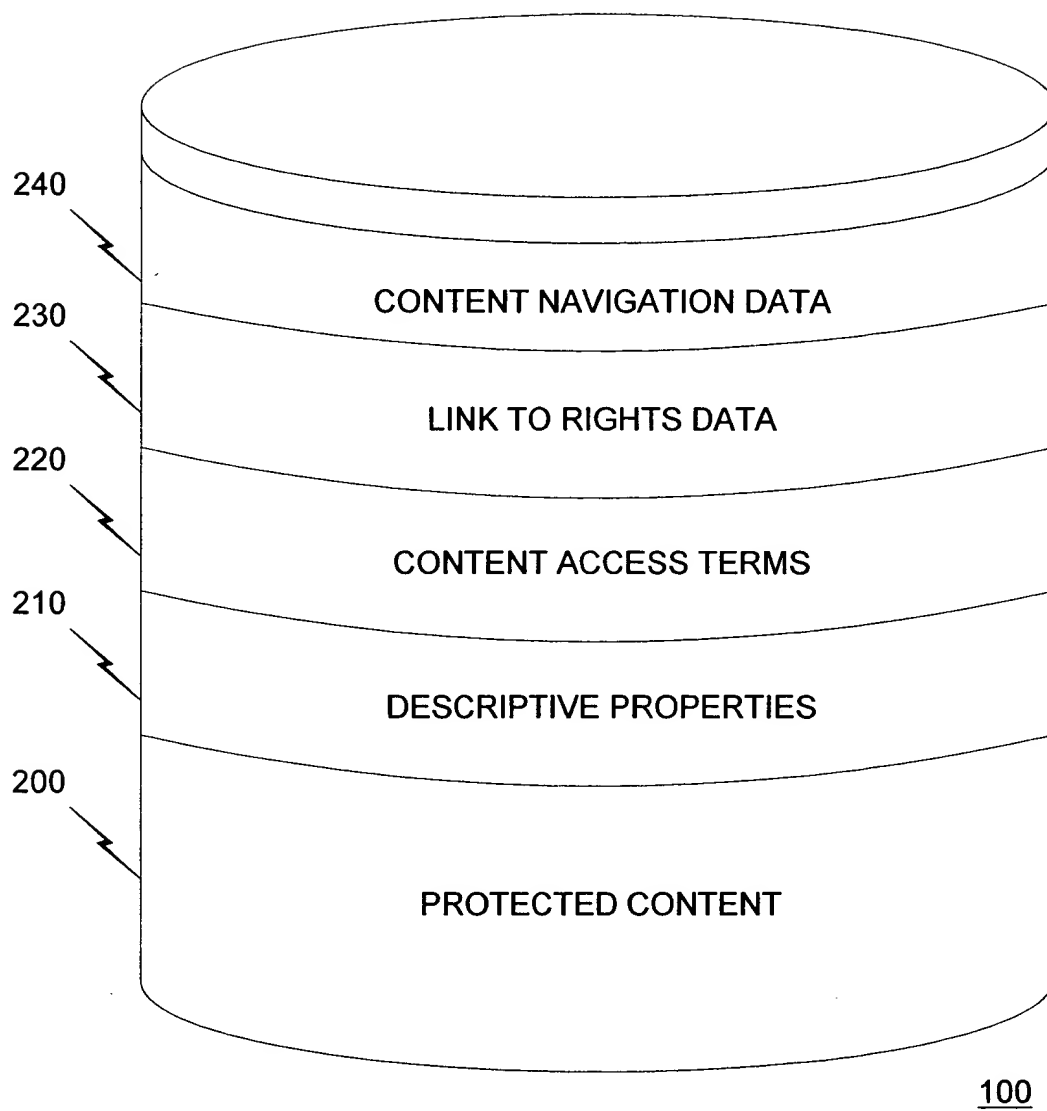 240
CONTENT NAVIGATION DATA
230
LINK TO RIGHTS DATA
220
CONTENT ACCESS TERMS
210
DESCRIPTIVE PROPERTIES
200
PROTECTED CONTENT
100